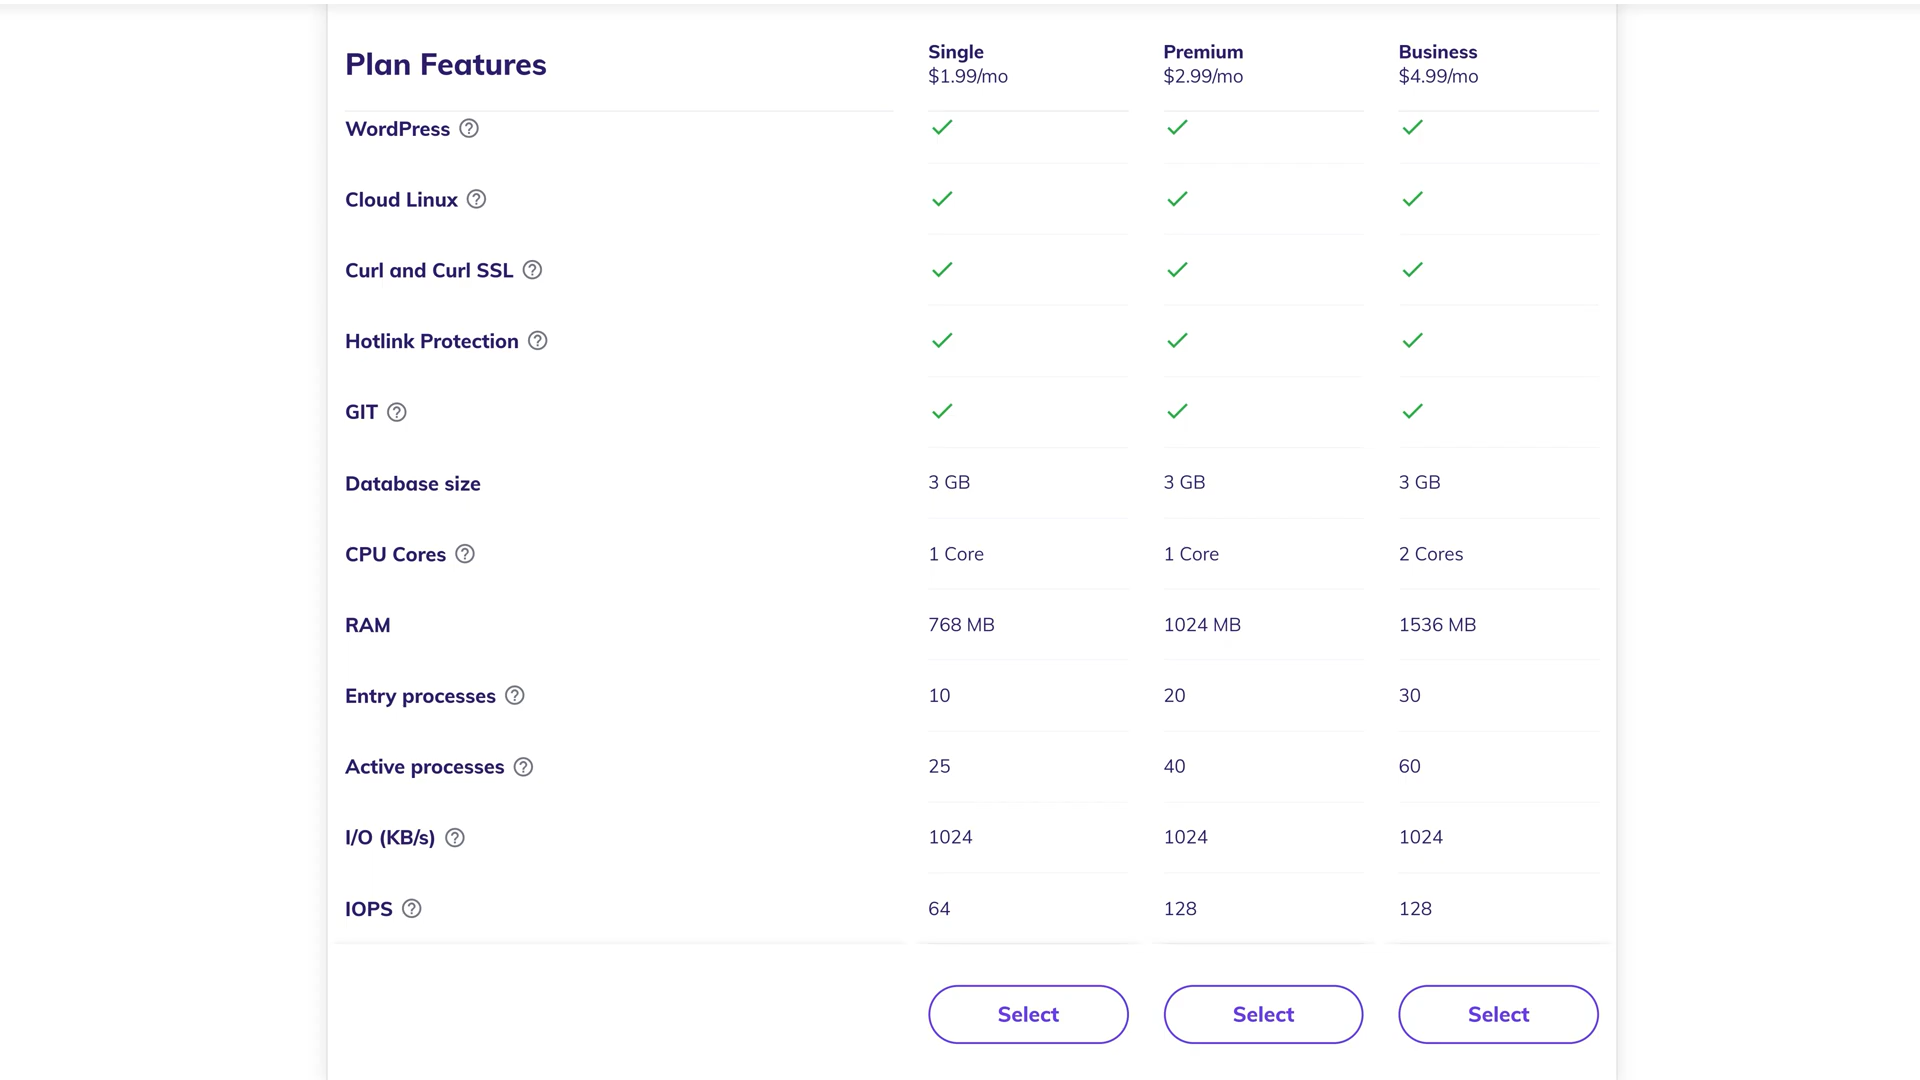 Plan Features
Single Premium Business
$1.99/mo $2.99/mo $4.99/mo
WordPress
Cloud Linux
Curl and Curl SSL
Hotlink Protection
GIT
Database size 3 GB 3 GB 3 GB
CPU Cores 1 Core 1 Core 2 Cores
RAM 768 MB 1024 MB 1536 MB
Entry processes 10 20 30
Active processes 25 40 60
I/O (KB/s) 1024 1024 1024
IOPS 64 128 128
Select Select Select